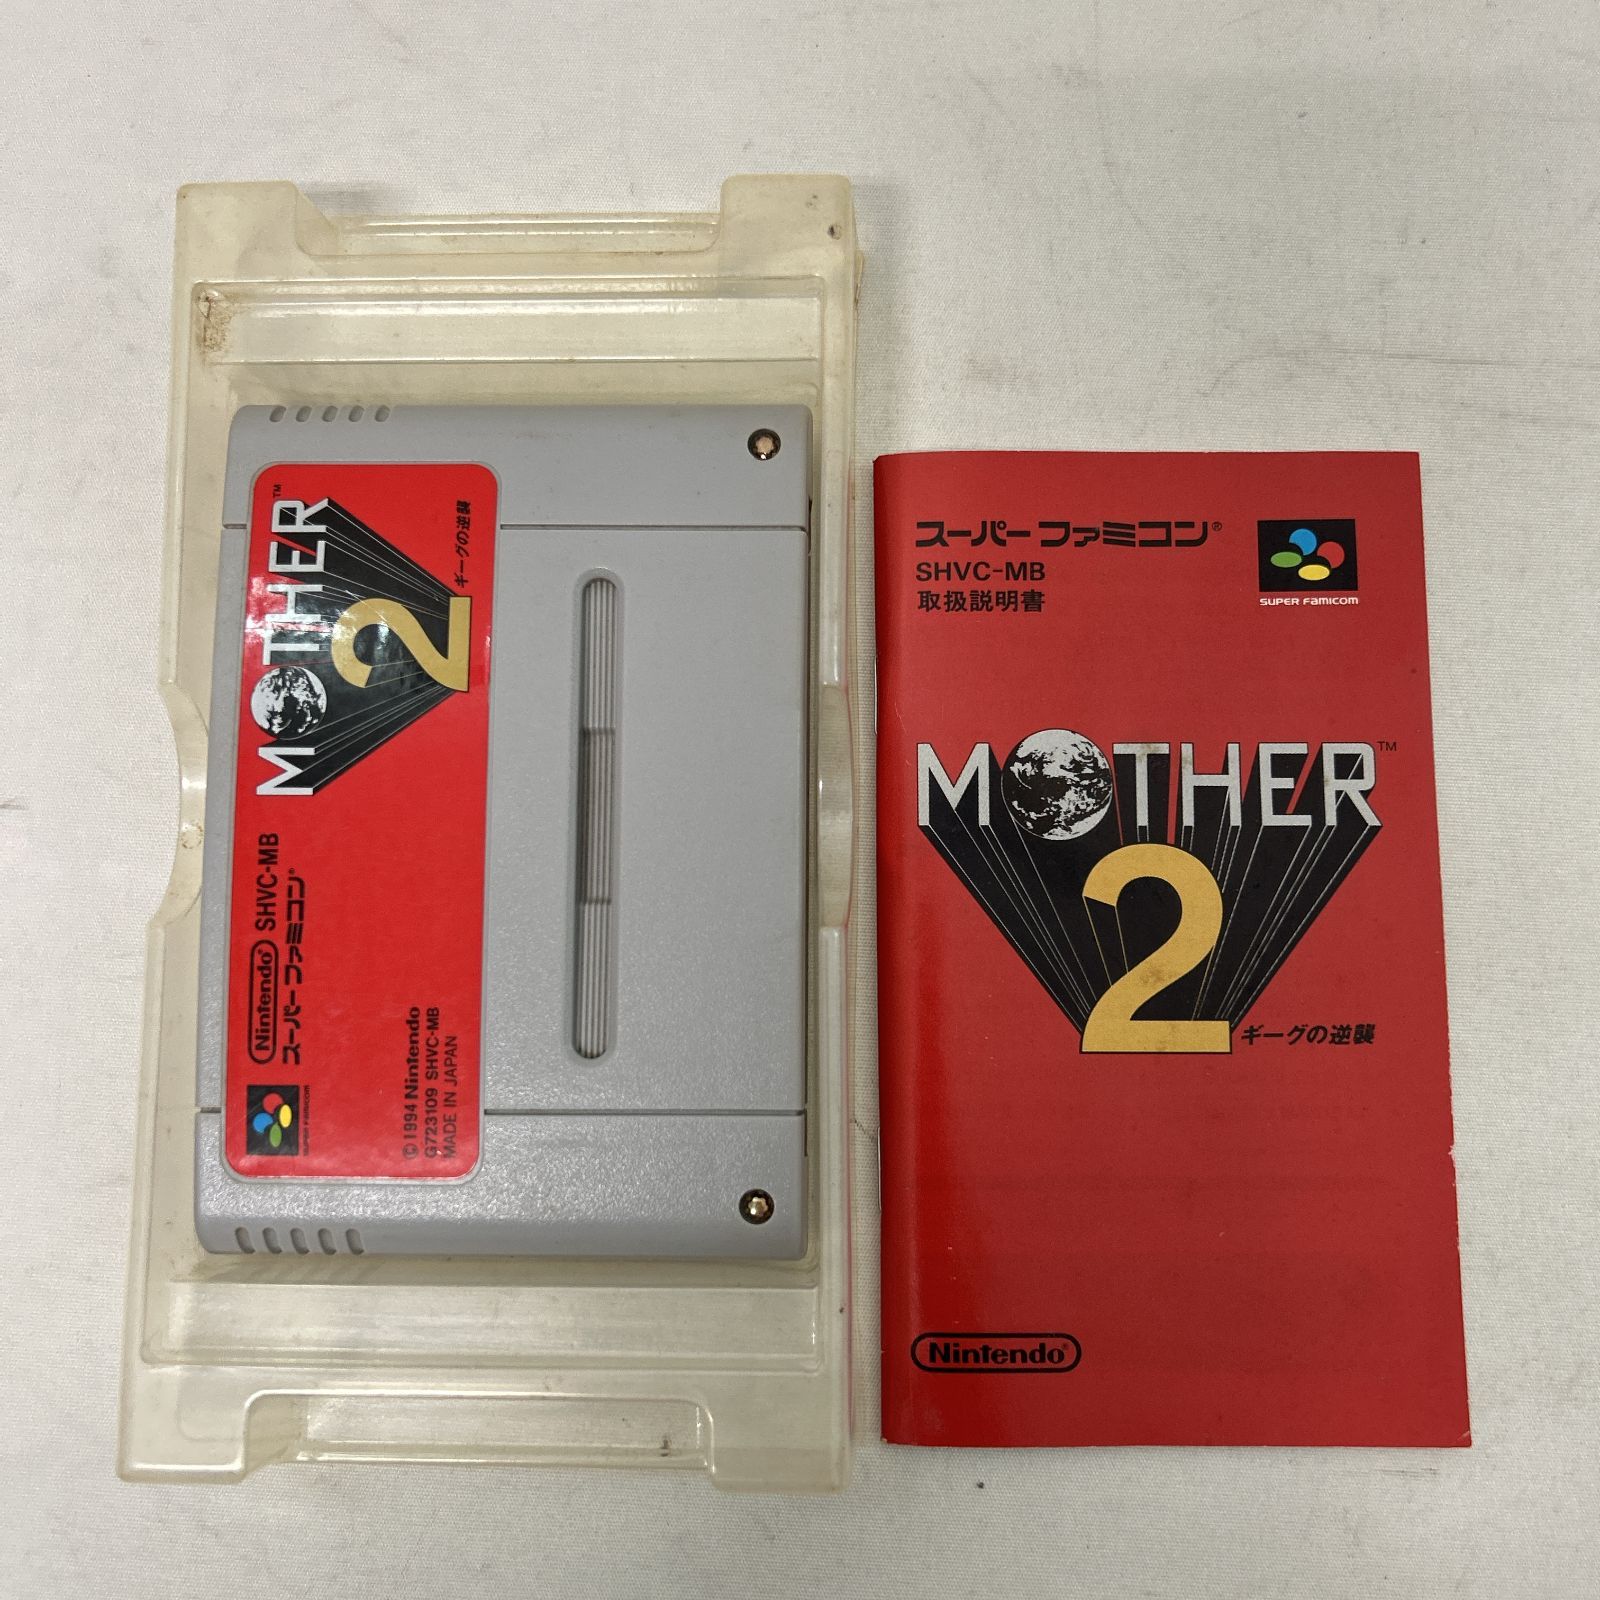 MOTHER™
2
ギーグの逆襲
Nintendo® SHVC-MB
スーパーファミコン®
SUPER FAMICOM
©1994 Nintendo
G723109 SHVC-MB
MADE IN JAPAN
スーパーファミコン®
SHVC-MB
取扱説明書
SUPER FAMICOM
MOTHER™
2
ギーグの逆襲
Nintendo®